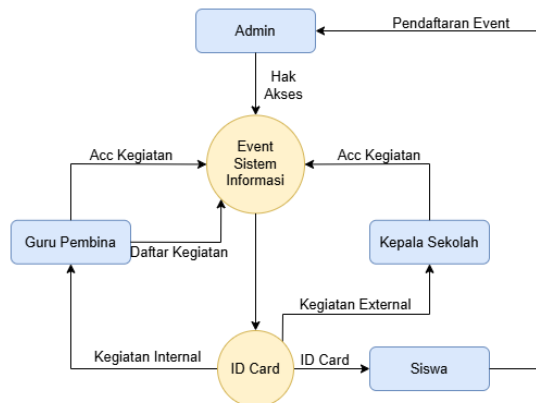 Pendaftaran Event
Admin
Hak
Akses
Event
Sistem
Informasi
Acc Kegiatan
Acc Kegiatan
Guru Pembina
Daftar Kegiatan
Kepala Sekolah
Kegiatan External
Kegiatan Internal
ID Card
ID Card
Siswa